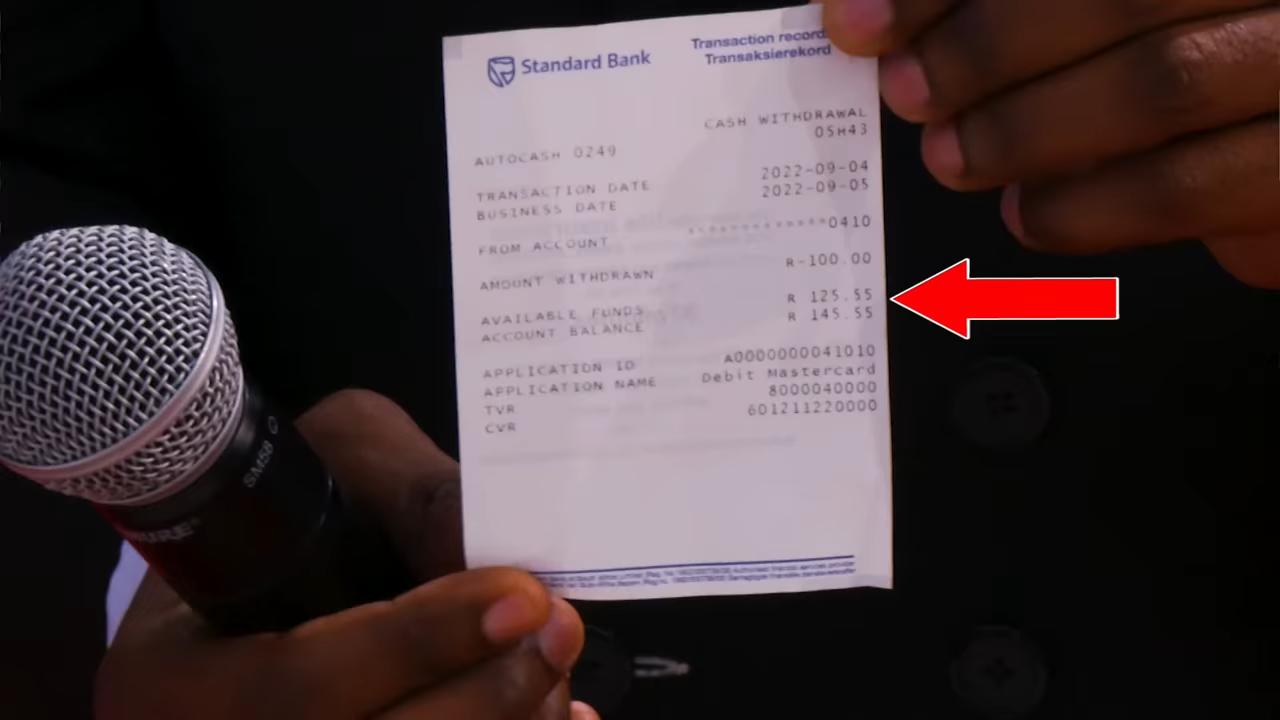 Standard Bank
Transaction record
Transaksierekord
CASH WITHDRAWAL
05H43
AUTOCASH 0249
TRANSACTION DATE 2022-09-04
BUSINESS DATE 2022-09-05
FROM ACCOUNT ************0410
AMOUNT WITHDRAWN R-100.00
AVAILABLE FUNDS R 125.55
ACCOUNT BALANCE R 145.55
APPLICATION ID A0000000041010
APPLICATION NAME Debit Mastercard
TVR 8000040000
CVR 601211220000
SM58